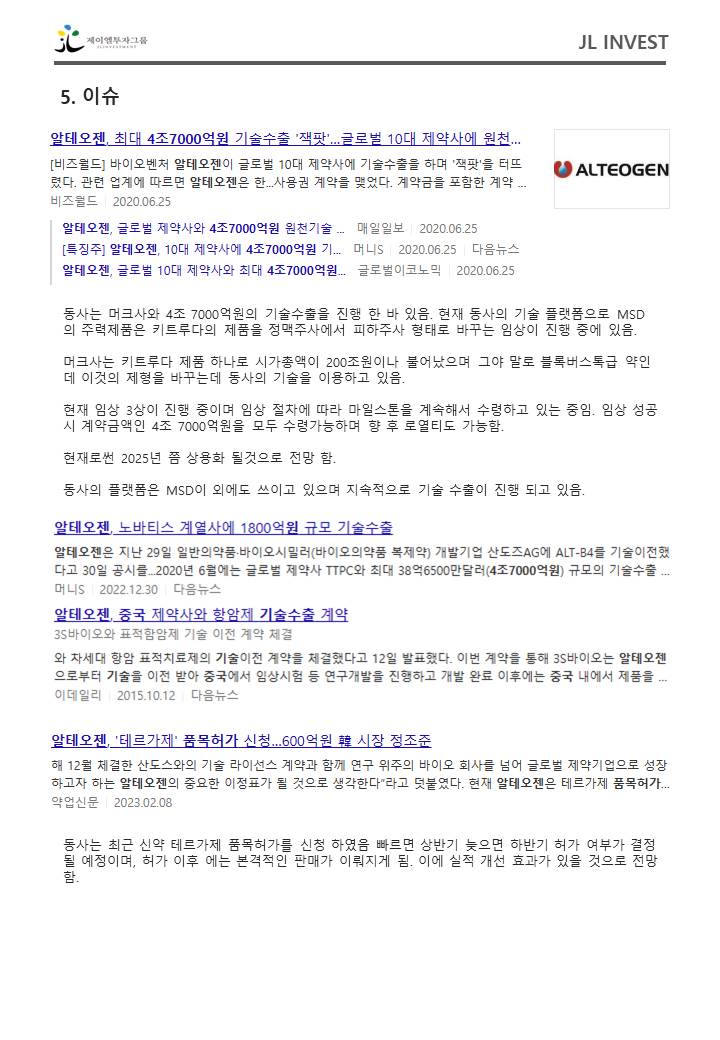 제이엘투자그룹
JLINVESTMENT
JL INVEST
5. 이슈
알테오젠, 최대 4조7000억원 기술수출 '잭팟'...글로벌 10대 제약사에 원천...
[비즈월드] 바이오벤처 알테오젠이 글로벌 10대 제약사에 기술수출을 하며 '잭팟'을 터뜨
렸다. 관련 업계에 따르면 알테오젠은 한...사용권 계약을 맺었다. 계약금을 포함한 계약 ...
비즈월드 | 2020.06.25
ALTEOGEN
알테오젠, 글로벌 제약사와 4조7000억원 원천기술 ... 매일일보 | 2020.06.25
[특징주] 알테오젠, 10대 제약사에 4조7000억원 기... 머니S | 2020.06.25 | 다음뉴스
알테오젠, 글로벌 10대 제약사와 최대 4조7000억원... 글로벌이코노믹 | 2020.06.25
동사는 머크사와 4조 7000억원의 기술수출을 진행 한 바 있음. 현재 동사의 기술 플랫폼으로 MSD
의 주력제품은 키트루다의 제품을 정맥주사에서 피하주사 형태로 바꾸는 임상이 진행 중에 있음.
머크사는 키트루다 제품 하나로 시가총액이 200조원이나 불어났으며 그야 말로 블록버스톡급 약인
데 이것의 제형을 바꾸는데 동사의 기술을 이용하고 있음.
현재 임상 3상이 진행 중이며 임상 절차에 따라 마일스톤을 계속해서 수령하고 있는 중임. 임상 성공
시 계약금액인 4조 7000억원을 모두 수령가능하며 향 후 로열티도 가능함.
현재로썬 2025년 쯤 상용화 될것으로 전망 함.
동사의 플랫폼은 MSD이 외에도 쓰이고 있으며 지속적으로 기술 수출이 진행 되고 있음.
알테오젠, 노바티스 계열사에 1800억원 규모 기술수출
알테오젠은 지난 29일 일반의약품·바이오시밀러(바이오의약품 복제약) 개발기업 산도즈AG에 ALT-B4를 기술이전했
다고 30일 공시를...2020년 6월에는 글로벌 제약사 TTPC와 최대 38억6500만달러(4조7000억원) 규모의 기술수출 ...
머니S | 2022.12.30 | 다음뉴스
알테오젠, 중국 제약사와 항암제 기술수출 계약
3S바이오와 표적함암제 기술 이전 계약 체결
와 차세대 항암 표적치료제의 기술이전 계약을 체결했다고 12일 발표했다. 이번 계약을 통해 3S바이오는 알테오젠
으로부터 기술을 이전 받아 중국에서 임상시험 등 연구개발을 진행하고 개발 완료 이후에는 중국 내에서 제품을 ...
이데일리 | 2015.10.12 | 다음뉴스
알테오젠, '테르가제' 품목허가 신청...600억원 韓 시장 정조준
해 12월 체결한 산도스와의 기술 라이선스 계약과 함께 연구 위주의 바이오 회사를 넘어 글로벌 제약기업으로 성장
하고자 하는 알테오젠의 중요한 이정표가 될 것으로 생각한다”라고 덧붙였다. 현재 알테오젠은 테르가제 품목허가...
약업신문 | 2023.02.08
동사는 최근 신약 테르가제 품목허가를 신청 하였음 빠르면 상반기 늦으면 하반기 허가 여부가 결정
될 예정이며, 허가 이후 에는 본격적인 판매가 이뤄지게 됨. 이에 실적 개선 효과가 있을 것으로 전망
함.